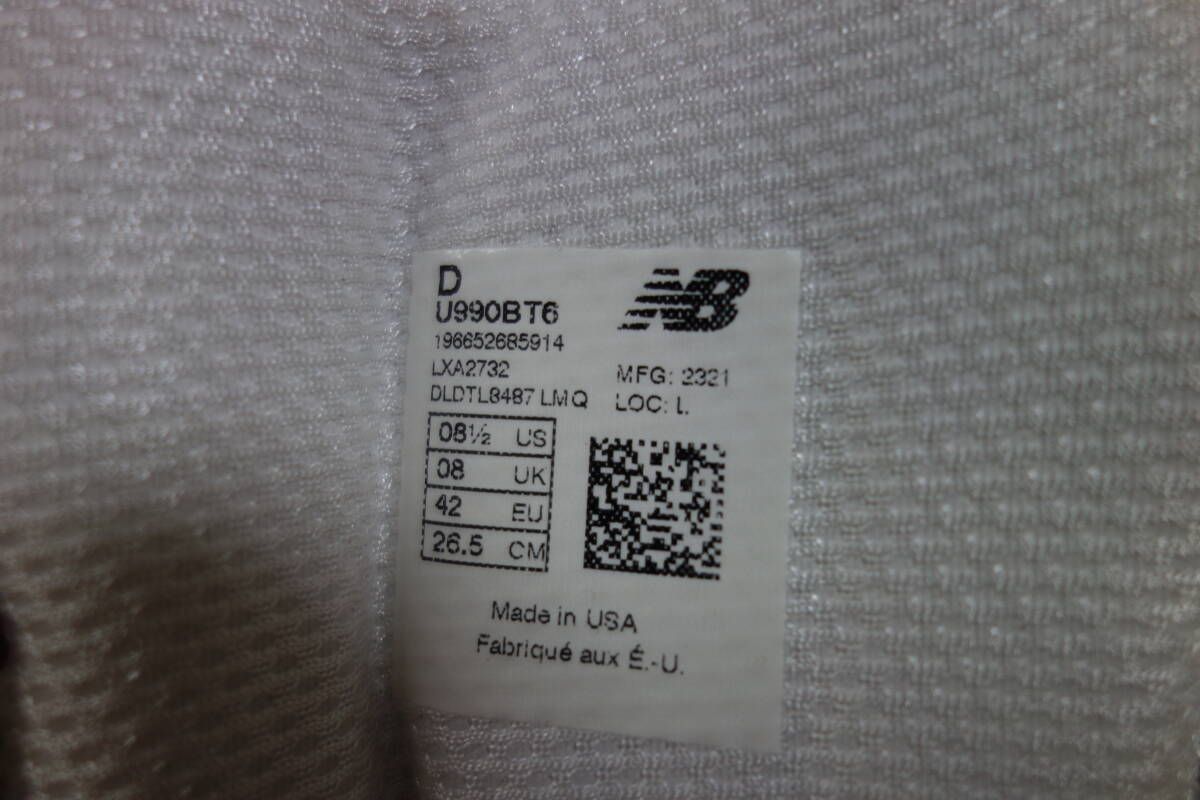 D
U990BT6
NB
196652685914
LXA2732
MFG: 2321
DLDTL8487 LMQ
LOC: L
08½ US
08 UK
42 EU
26.5 CM
Made in USA
Fabriqué aux É.-U.